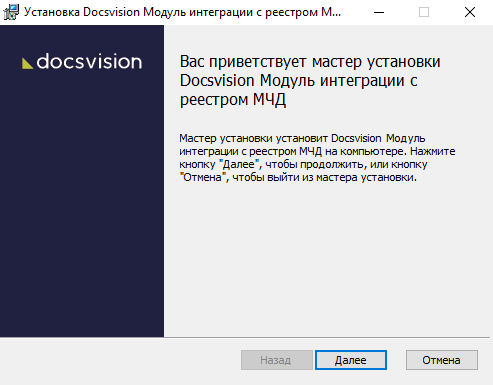 Установка Docsvision Модуль интеграции с реестром М...
docsvision
Вас приветствует мастер установки
Docsvision Модуль интеграции с
реестром МЧД
Мастер установки установит Docsvision Модуль
интеграции с реестром МЧД на компьютере. Нажмите
кнопку "Далее", чтобы продолжить, или кнопку
"Отмена", чтобы выйти из мастера установки.
Назад Далее Отмена